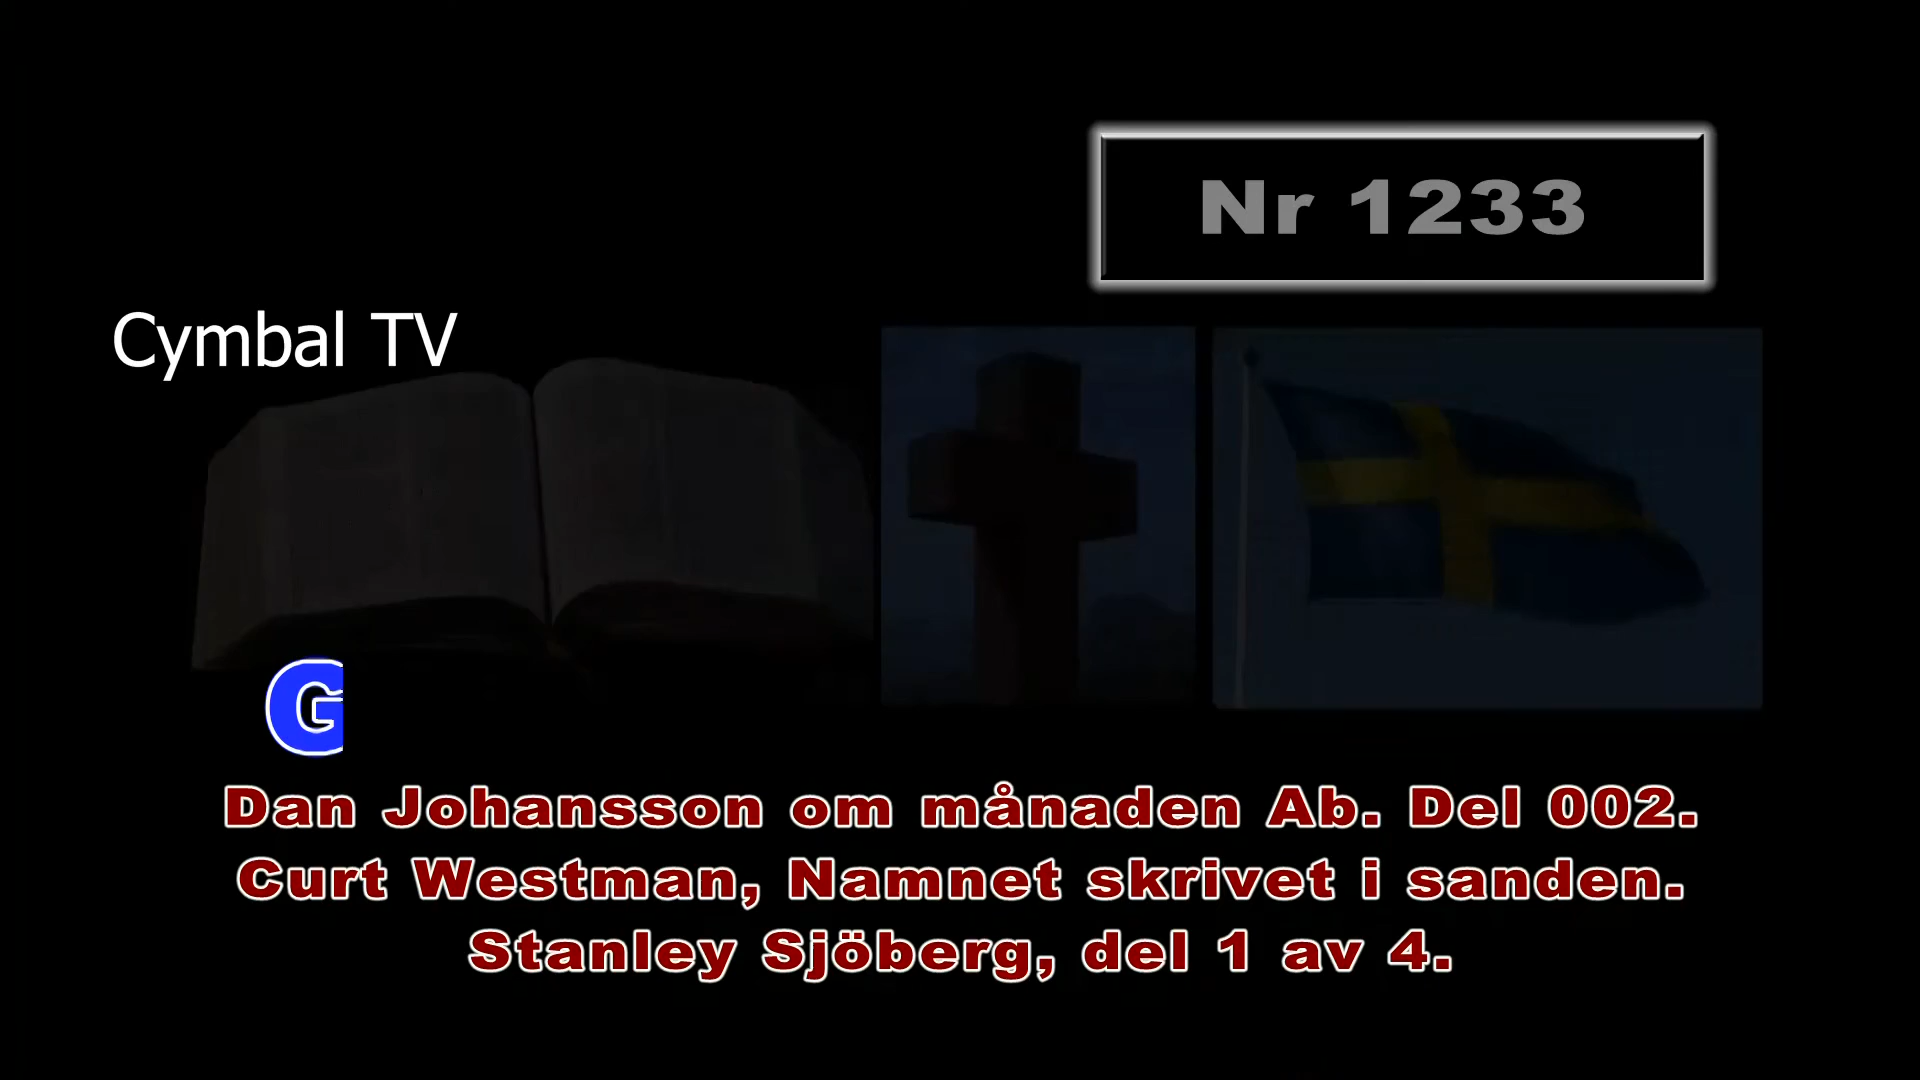 Nr 1233
Cymbal TV
G
Dan Johansson om månaden Ab. Del 002.
Curt Westman, Namnet skrivet i sanden.
Stanley Sjöberg, del 1 av 4.